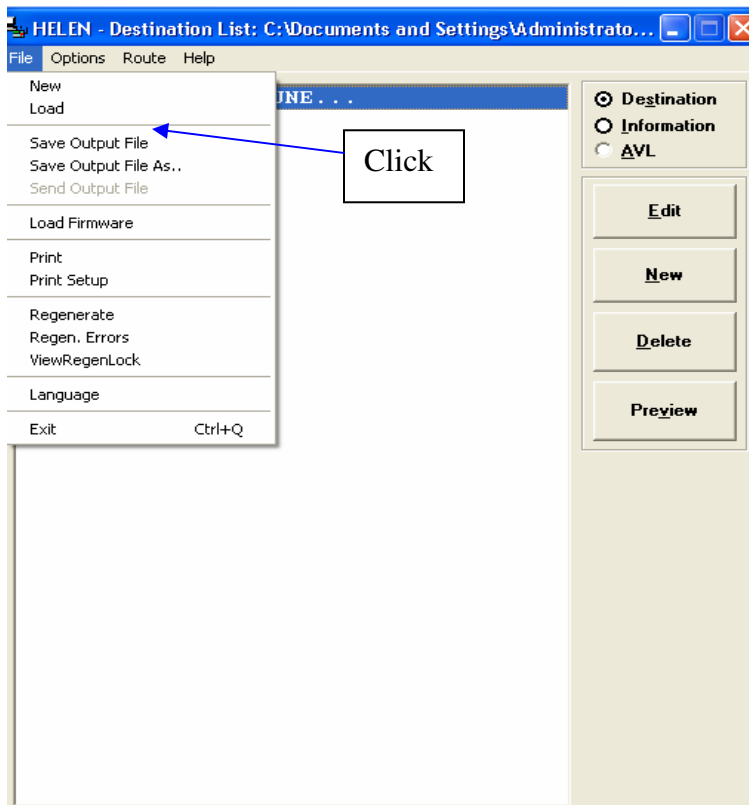 HELEN - Destination List: C:\Documents and Settings\Administrato...
File Options Route Help
New
Load
Save Output File
Save Output File As..
Send Output File
Load Firmware
Print
Print Setup
Regenerate
Regen. Errors
ViewRegenLock
Language
Exit Ctrl+Q
Click
Destination
Information
AVL
Edit
New
Delete
Preview